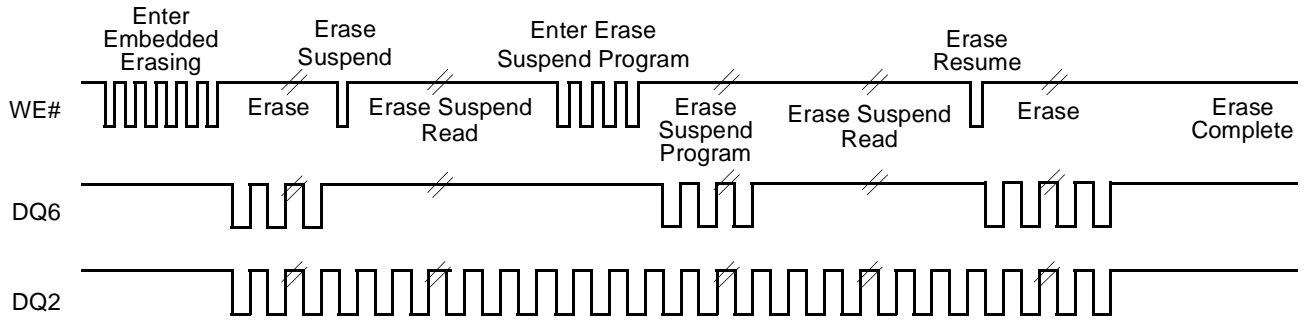 Enter
Embedded
Erasing
Erase
Suspend
Enter Erase
Suspend Program
Erase
Resume
WE#
Erase
Erase Suspend
Read
Erase
Suspend
Program
Erase Suspend
Read
Erase
Erase
Complete
DQ6
DQ2